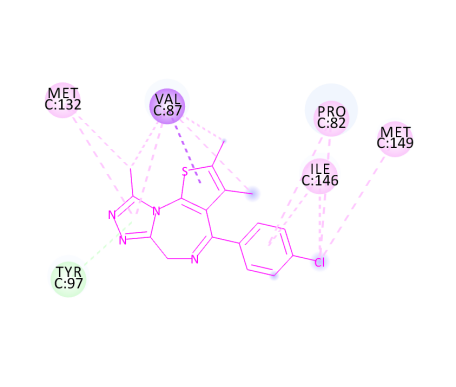 MET
C:132
VAL
C:87
PRO
C:82
MET
C:149
ILE
C:146
S
N
N
N
N
Cl
TYR
C:97